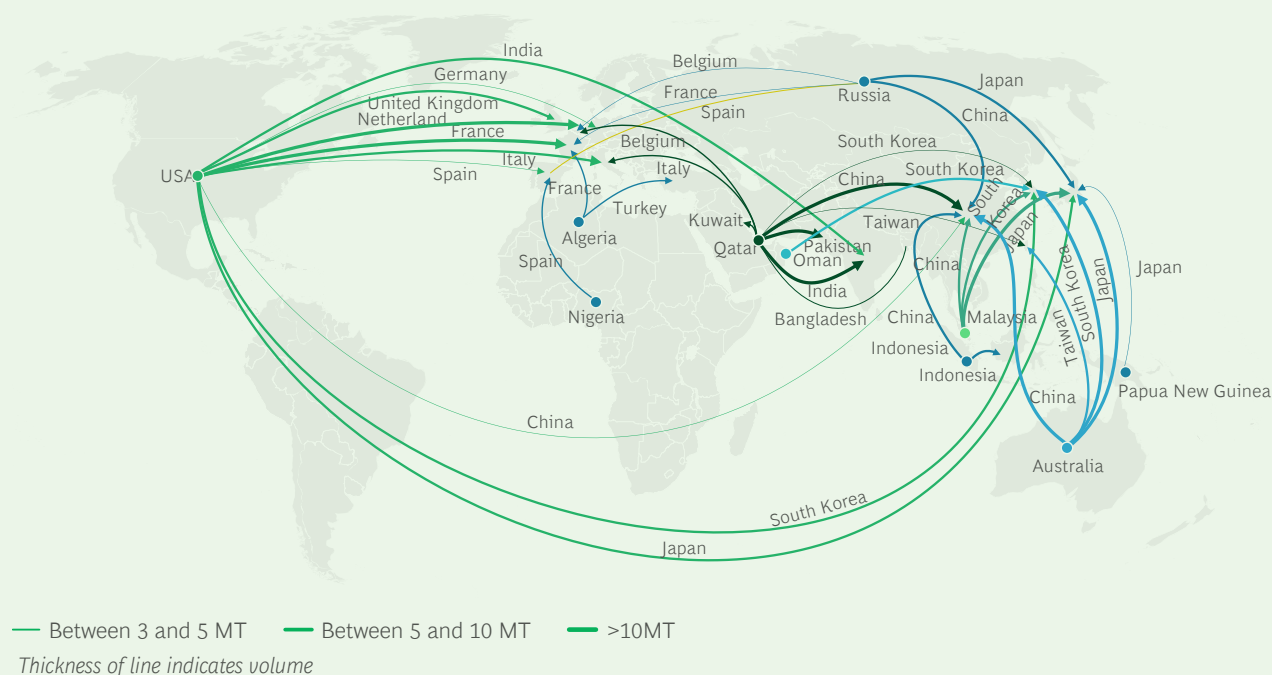 India
Germany
United Kingdom
Netherland
France
Italy
Spain
USA
Belgium
France
Spain
Russia
Japan
China
South Korea
Belgium
Italy
France
Turkey
Algeria
Spain
Nigeria
Kuwait
Qatar
China
South Korea
Taiwan
Pakistan
Oman
India
Bangladesh
South
Korea
Japan
China
China
Malaysia
Indonesia
Indonesia
Taiwan
South Korea
Japan
Japan
Papua New Guinea
China
Australia
China
South Korea
Japan
Between 3 and 5 MT
Between 5 and 10 MT
>10MT
Thickness of line indicates volume